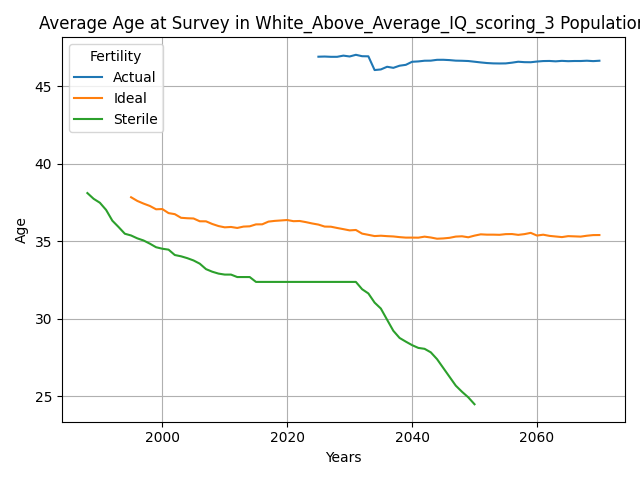 Average Age at Survey in White_Above_Average_IQ_scoring_3 Population
Fertility
Actual
Ideal
Sterile
45
40
35
30
25
Age
2000 2020 2040 2060
Years